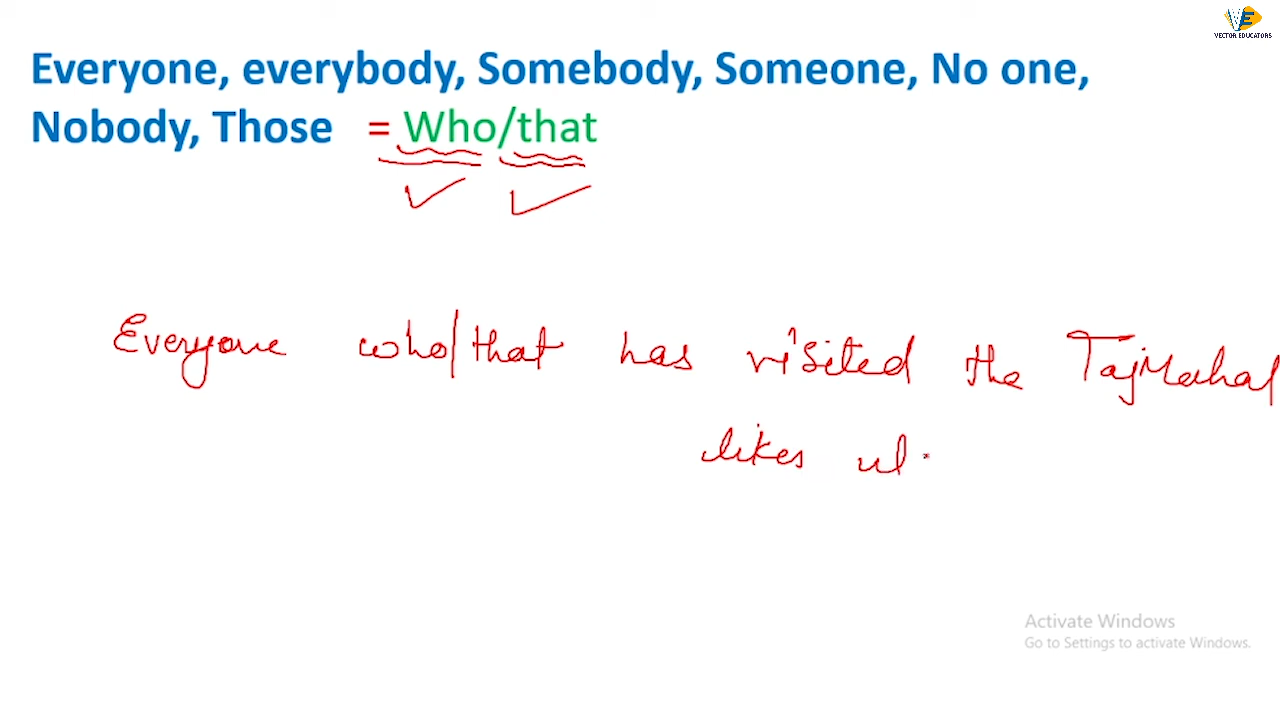 VE
VECTOR EDUCATORS
Everyone, everybody, Somebody, Someone, No one,
Nobody, Those = Who/that
Everyone who/that has visited the TajMahal
likes
Activate Windows
Go to Settings to activate Windows.